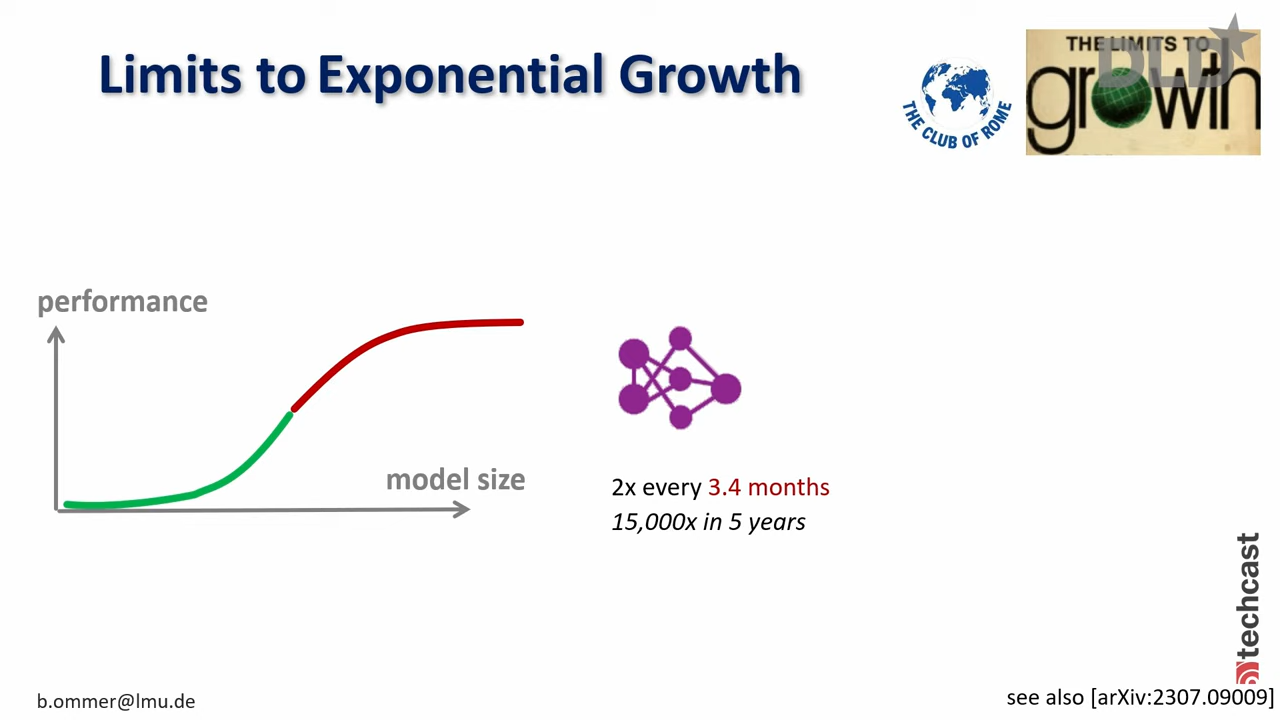 Limits to Exponential Growth
THE CLUB OF ROME
THE LIMITS TO
growth
DLD
performance
model size
2x every 3.4 months
15,000x in 5 years
techcast
b.ommer@lmu.de
see also [arXiv:2307.09009]